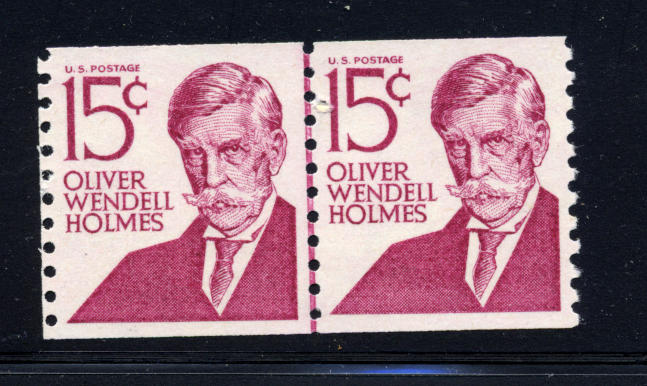 U.S. POSTAGE
15¢
OLIVER
WENDELL
HOLMES
U.S. POSTAGE
15¢
OLIVER
WENDELL
HOLMES